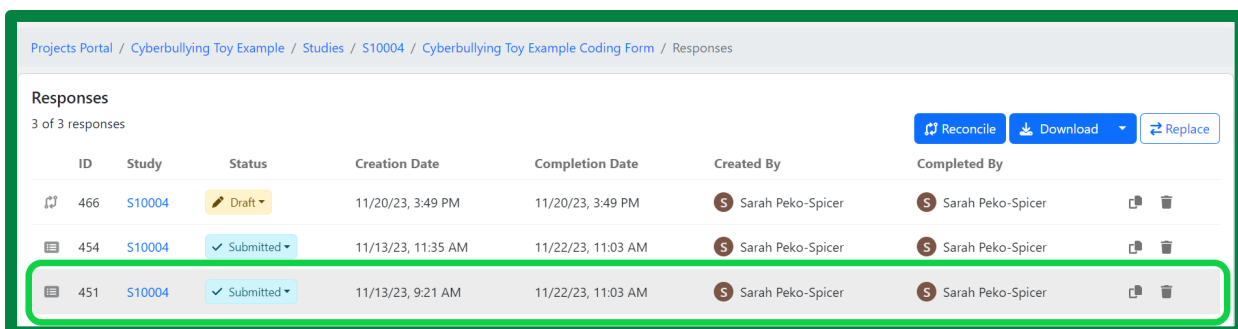 Projects Portal / Cyberbullying Toy Example / Studies / S10004 / Cyberbullying Toy Example Coding Form / Responses
Responses
3 of 3 responses
Reconcile Download Replace
ID Study Status Creation Date Completion Date Created By Completed By
466 S10004 Draft 11/20/23, 3:49 PM 11/20/23, 3:49 PM S Sarah Peko-Spicer S Sarah Peko-Spicer
454 S10004 Submitted 11/13/23, 11:35 AM 11/22/23, 11:03 AM S Sarah Peko-Spicer S Sarah Peko-Spicer
451 S10004 Submitted 11/13/23, 9:21 AM 11/22/23, 11:03 AM S Sarah Peko-Spicer S Sarah Peko-Spicer